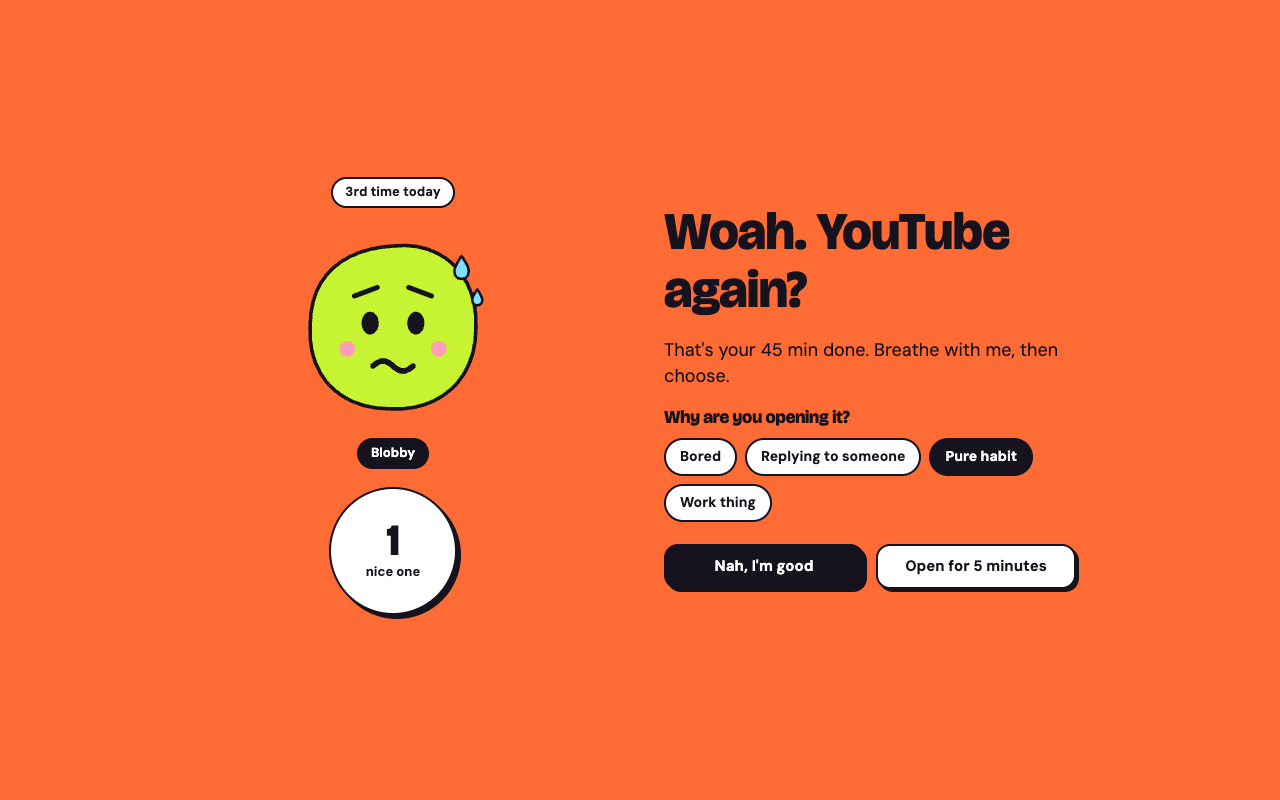 3rd time today
Blobby
1
nice one
Woah. YouTube
again?
That's your 45 min done. Breathe with me, then
choose.
Why are you opening it?
Bored
Replying to someone
Pure habit
Work thing
Nah, I'm good
Open for 5 minutes